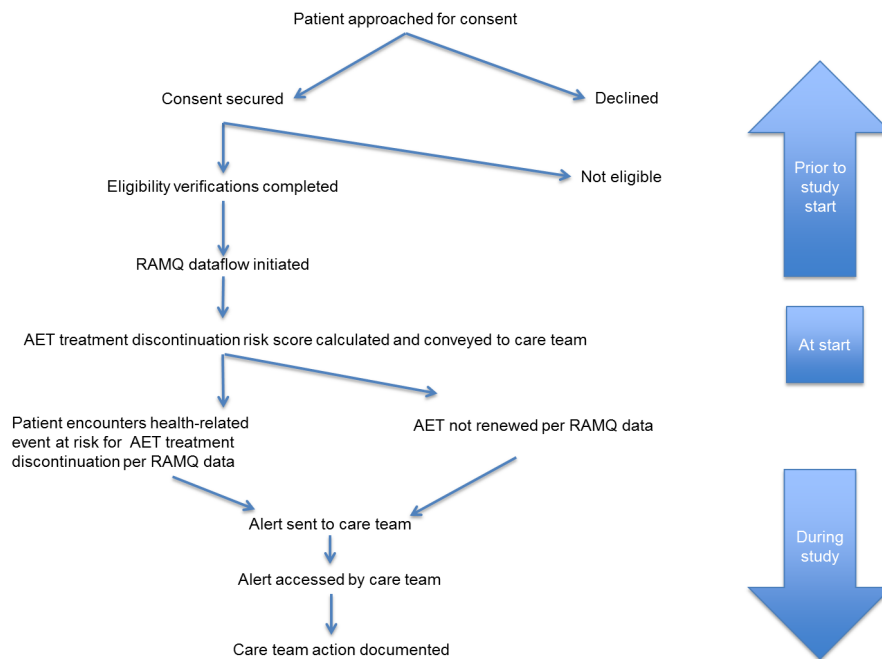 Patient approached for consent
Consent secured
Declined
Eligibility verifications completed
Not eligible
Prior to
study
start
RAMQ dataflow initiated
AET treatment discontinuation risk score calculated and conveyed to care team
At start
Patient encounters health-related
event at risk for AET treatment
discontinuation per RAMQ data
AET not renewed per RAMQ data
Alert sent to care team
During
study
Alert accessed by care team
Care team action documented